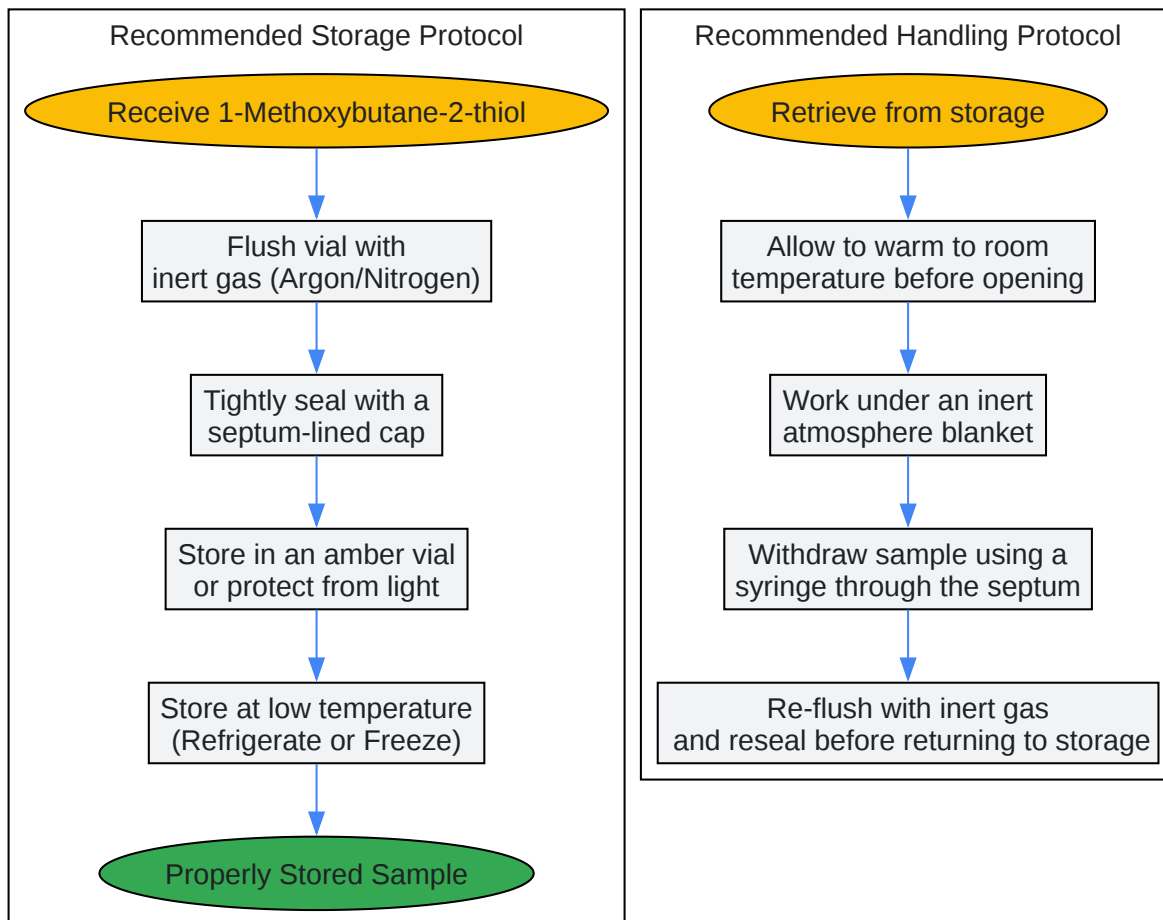 Recommended Storage Protocol
Receive 1-Methoxybutane-2-thiol
Flush vial with
inert gas (Argon/Nitrogen)
Tightly seal with a
septum-lined cap
Store in an amber vial
or protect from light
Store at low temperature
(Refrigerate or Freeze)
Properly Stored Sample
Recommended Handling Protocol
Retrieve from storage
Allow to warm to room
temperature before opening
Work under an inert
atmosphere blanket
Withdraw sample using a
syringe through the septum
Re-flush with inert gas
and reseal before returning to storage